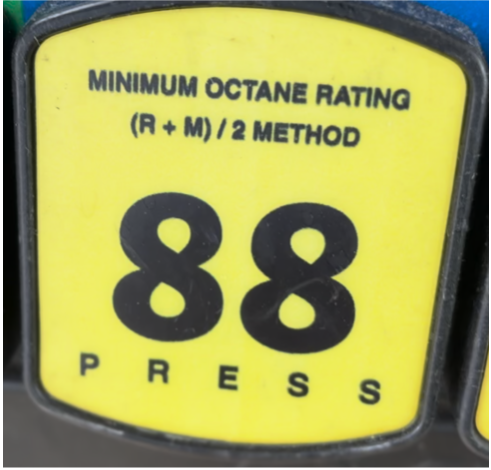 MINIMUM OCTANE RATING
(R + M) / 2 METHOD
88
PRESS